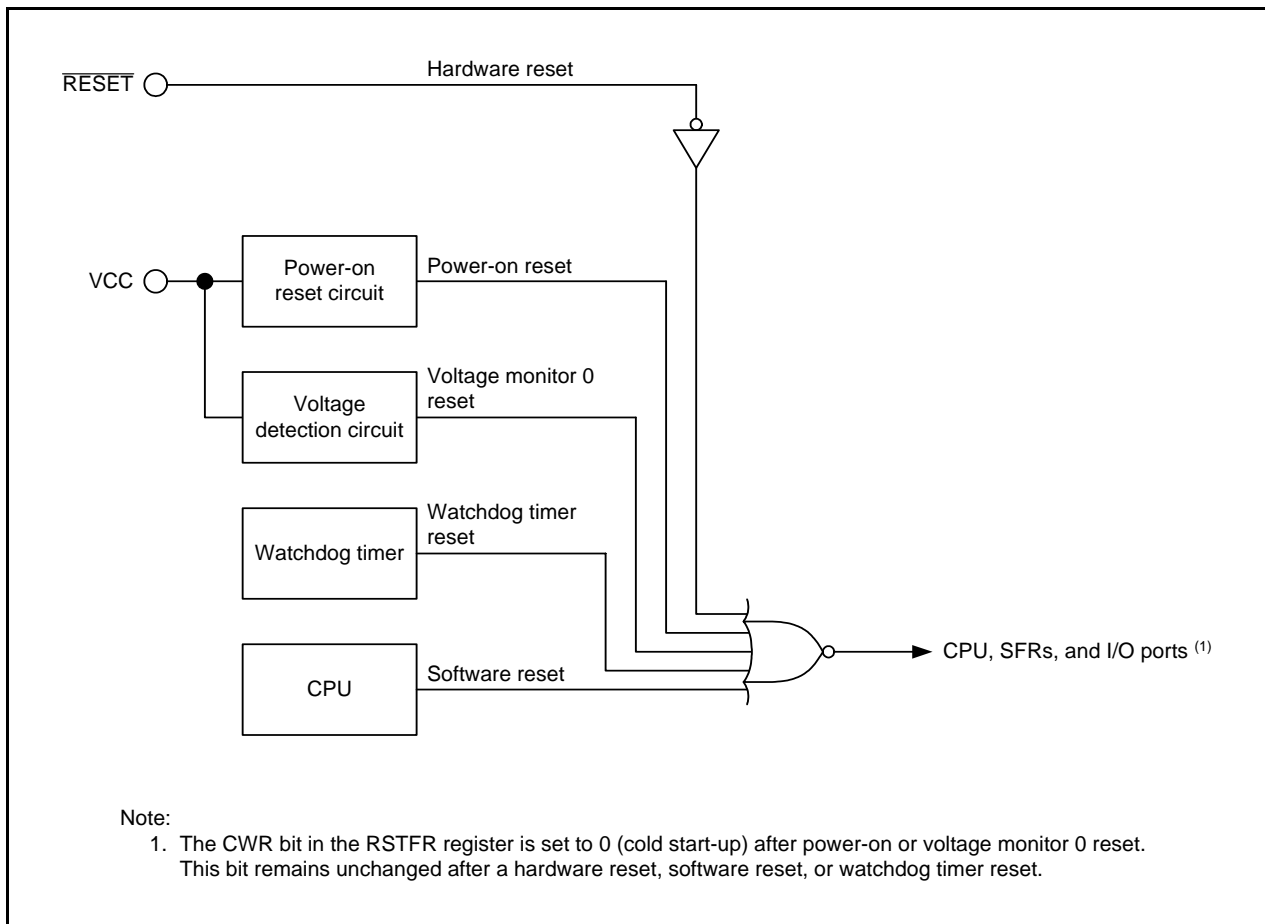 Hardware reset
RESET
Power-on
reset circuit
Power-on reset
VCC
Voltage monitor 0
reset
Voltage
detection circuit
Watchdog timer
reset
Watchdog timer
CPU, SFRs, and I/O ports (1)
Software reset
CPU
Note:
1. The CWR bit in the RSTFR register is set to 0 (cold start-up) after power-on or voltage monitor 0 reset.
This bit remains unchanged after a hardware reset, software reset, or watchdog timer reset.